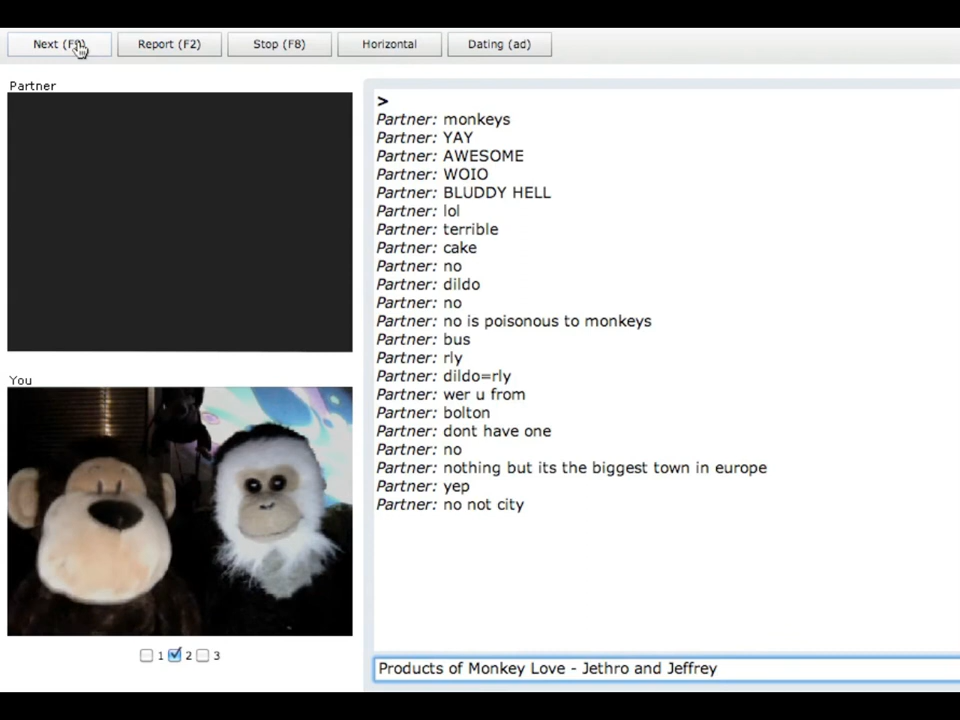 Next (F9) Report (F2) Stop (F8) Horizontal Dating (ad)
Partner
>
Partner: monkeys
Partner: YAY
Partner: AWESOME
Partner: WOIO
Partner: BLUDDY HELL
Partner: lol
Partner: terrible
Partner: cake
Partner: no
Partner: dildo
Partner: no
Partner: no is poisonous to monkeys
Partner: bus
Partner: rly
Partner: dildo=rly
Partner: wer u from
Partner: bolton
Partner: dont have one
Partner: no
Partner: nothing but its the biggest town in europe
Partner: yep
Partner: no not city
You
1 2 3
Products of Monkey Love - Jethro and Jeffrey